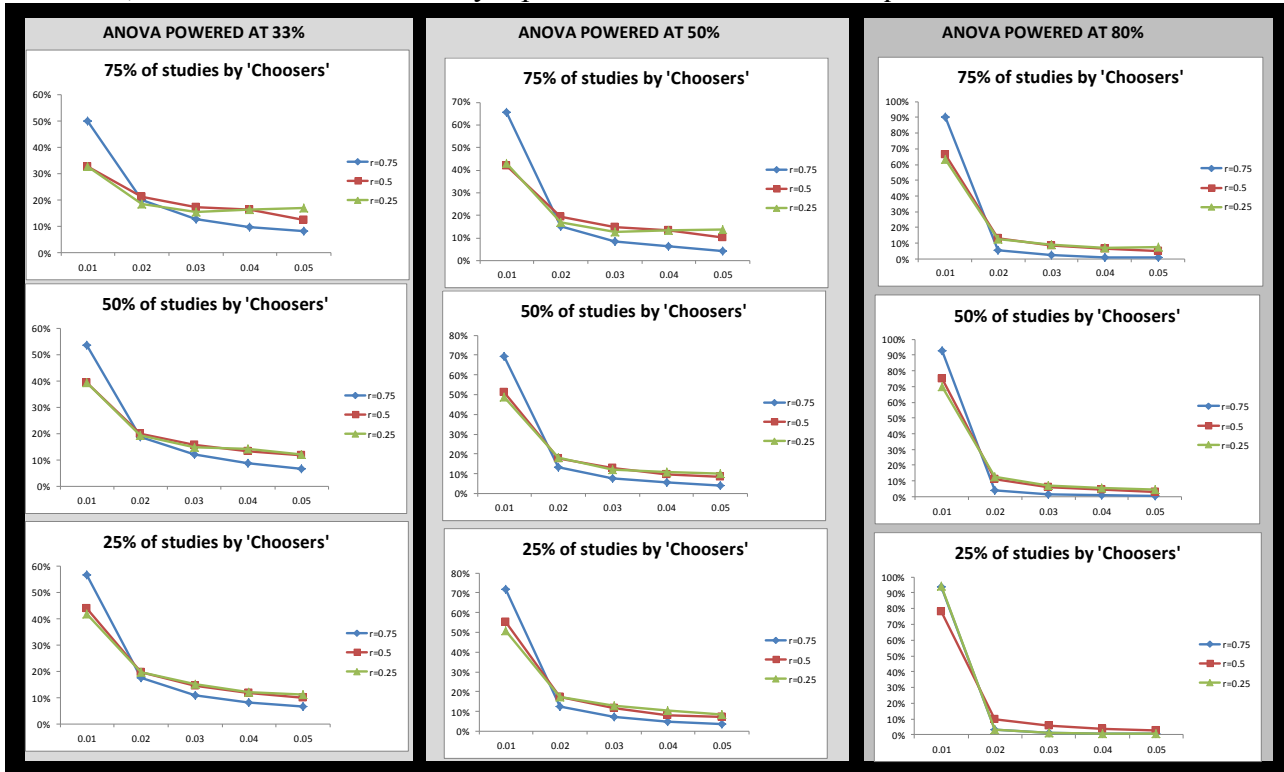 ANOVA POWERED AT 33%
75% of studies by 'Choosers'
60%
50%
40%
30%
20%
10%
0%
0.01 0.02 0.03 0.04 0.05
r=0.75
r=0.5
r=0.25
50% of studies by 'Choosers'
60%
50%
40%
30%
20%
10%
0%
0.01 0.02 0.03 0.04 0.05
r=0.75
r=0.5
r=0.25
25% of studies by 'Choosers'
60%
50%
40%
30%
20%
10%
0%
0.01 0.02 0.03 0.04 0.05
r=0.75
r=0.5
r=0.25
ANOVA POWERED AT 50%
75% of studies by 'Choosers'
70%
60%
50%
40%
30%
20%
10%
0%
0.01 0.02 0.03 0.04 0.05
r=0.75
r=0.5
r=0.25
50% of studies by 'Choosers'
80%
70%
60%
50%
40%
30%
20%
10%
0%
0.01 0.02 0.03 0.04 0.05
r=0.75
r=0.5
r=0.25
25% of studies by 'Choosers'
80%
70%
60%
50%
40%
30%
20%
10%
0%
0.01 0.02 0.03 0.04 0.05
r=0.75
r=0.5
r=0.25
ANOVA POWERED AT 80%
75% of studies by 'Choosers'
100%
90%
80%
70%
60%
50%
40%
30%
20%
10%
0%
0.01 0.02 0.03 0.04 0.05
r=0.75
r=0.5
r=0.25
50% of studies by 'Choosers'
100%
90%
80%
70%
60%
50%
40%
30%
20%
10%
0%
0.01 0.02 0.03 0.04 0.05
r=0.75
r=0.5
r=0.25
25% of studies by 'Choosers'
100%
90%
80%
70%
60%
50%
40%
30%
20%
10%
0%
0.01 0.02 0.03 0.04 0.05
r=0.75
r=0.5
r=0.25